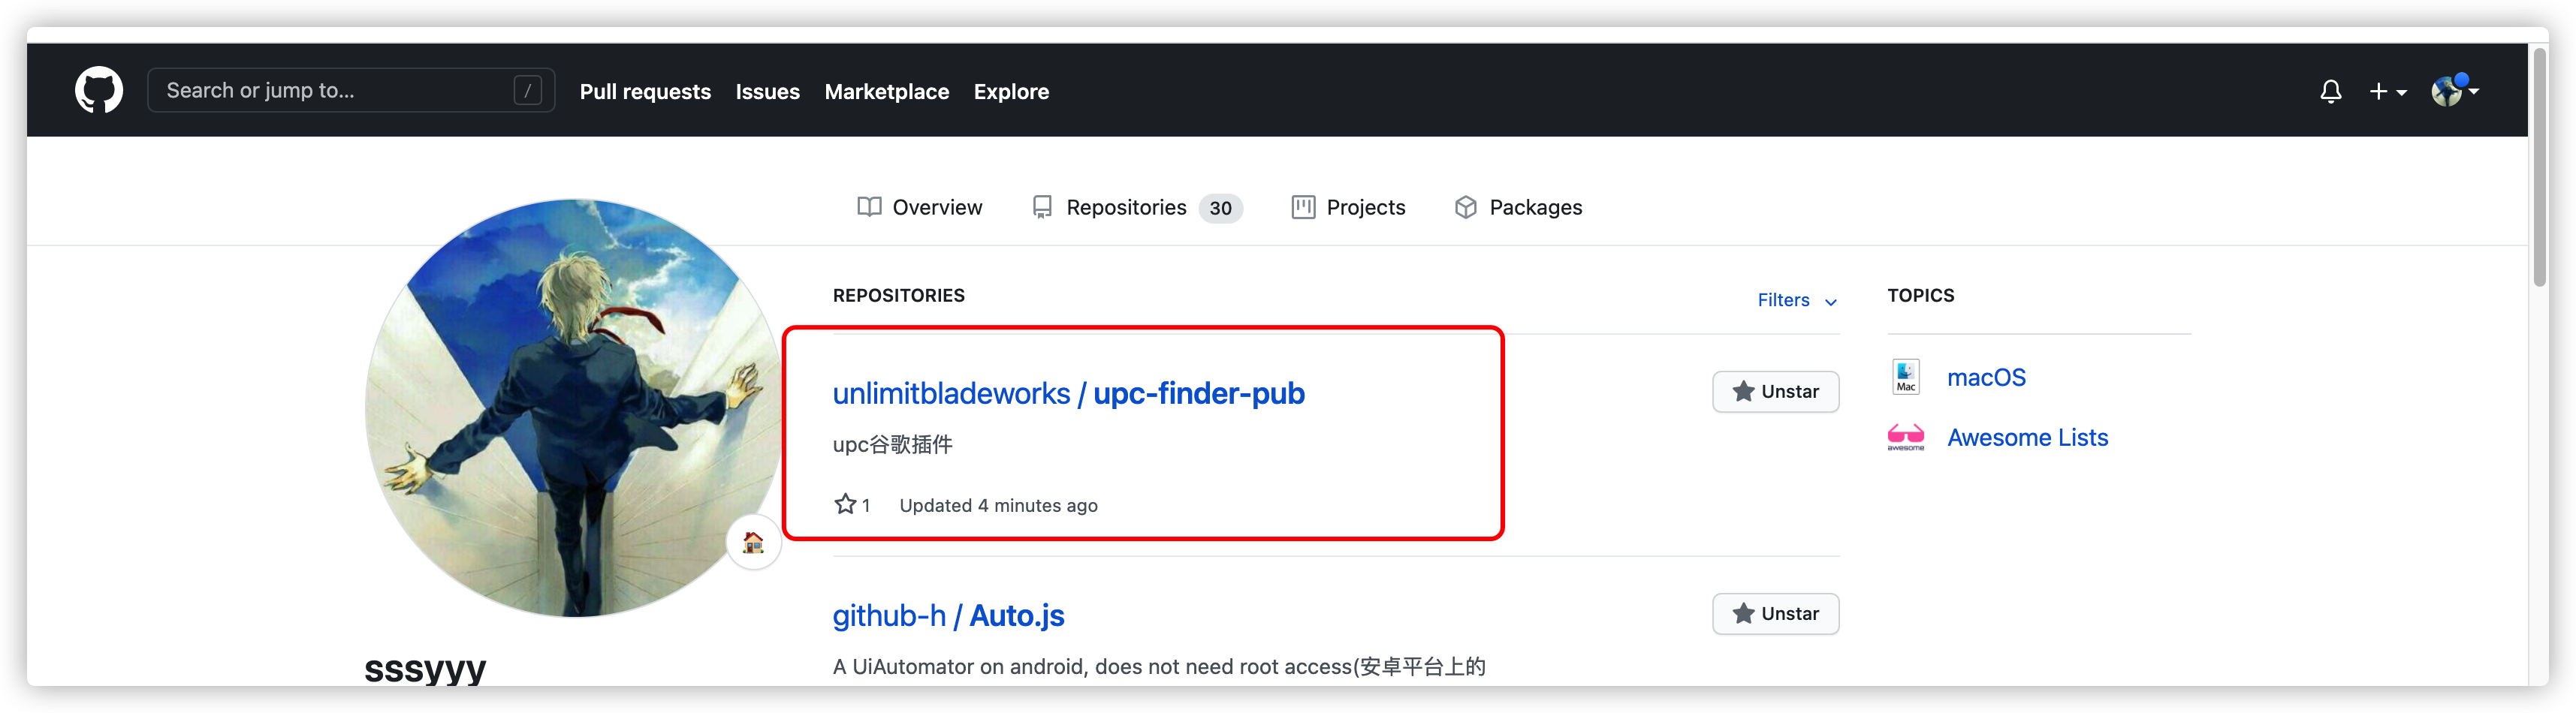 Search or jump to... /
Pull requests Issues Marketplace Explore
Overview Repositories 30 Projects Packages
REPOSITORIES
Filters
unlimitbladeworks / upc-finder-pub
Unstar
upc谷歌插件
1 Updated 4 minutes ago
github-h / Auto.js
Unstar
A UiAutomator on android, does not need root access(安卓平台上的
TOPICS
Mac
macOS
awesome
Awesome Lists
sssyyy